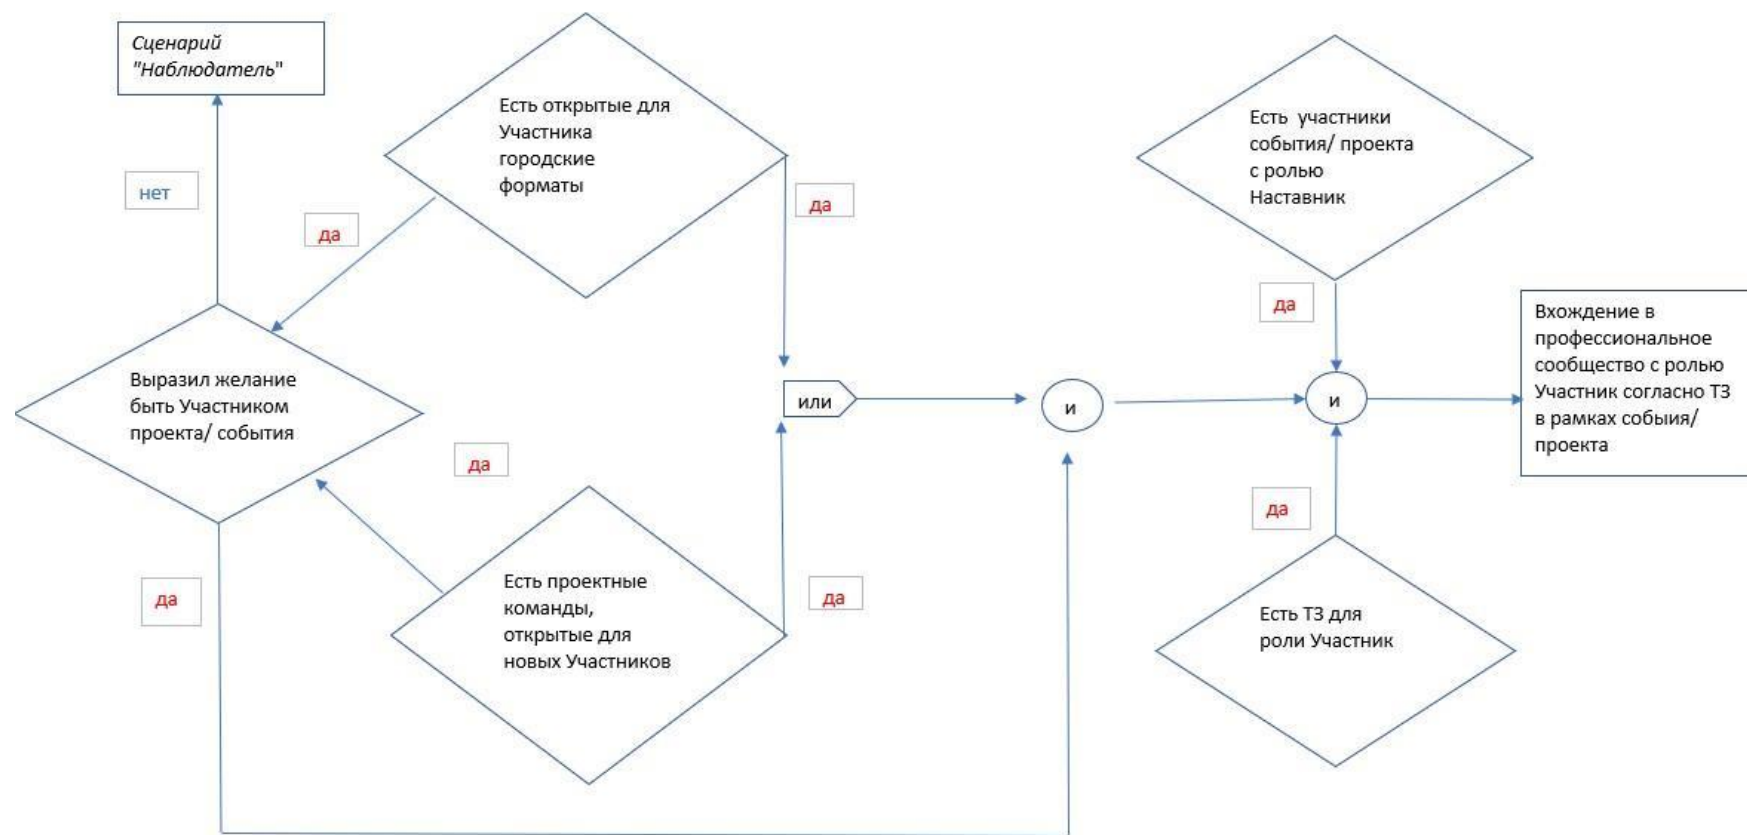 Сценарий
"Наблюдатель"
нет
Есть открытые для
Участника
городские
форматы
да
да
Есть  участники
события/ проекта
с ролью
Наставник
да
Выразил желание
быть Участником
проекта/ события
или
и
и
Вхождение в
профессиональное
сообщество с ролью
Участник согласно ТЗ
в рамках собыия/
проекта
да
да
Есть проектные
команды,
открытые для
новых Участников
да
да
Есть ТЗ для
роли Участник